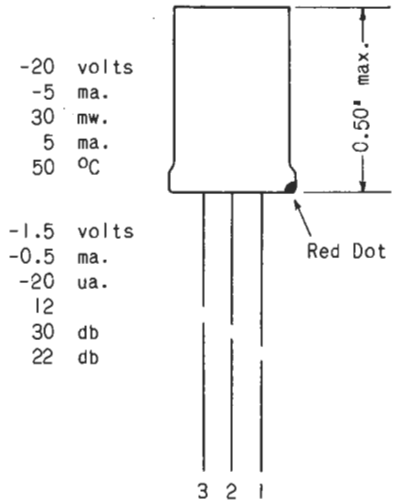 -20 volts
-5 ma.
30 mw.
5 ma.
50 °C
0.50" max.
-1.5 volts
-0.5 ma.
-20 ua.
12
30 db
22 db
Red Dot
3 2 1